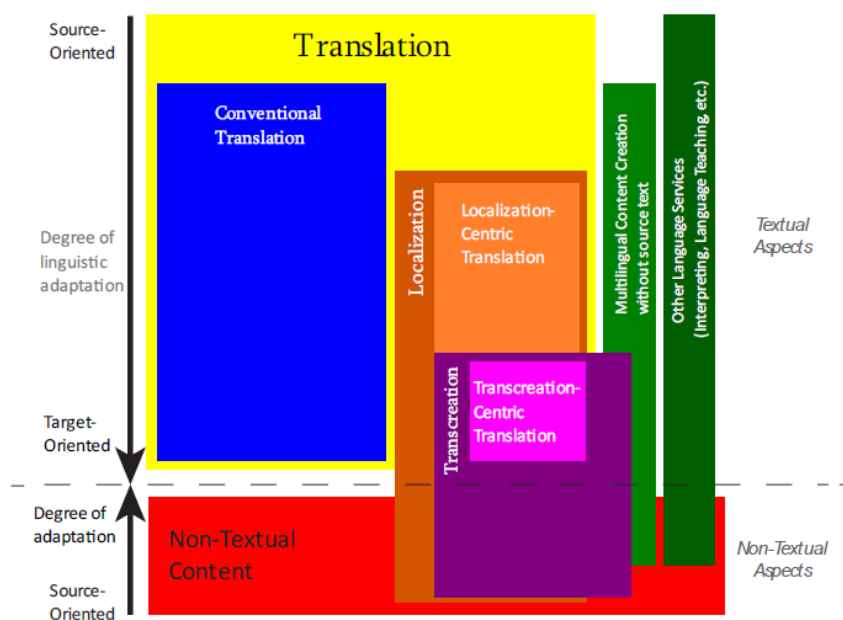 Source-
Oriented
Translation
Conventional
Translation
Localization
Localization-
Centric
Translation
Multilingual Content Creation
without source text
Other Language Services
(Interpreting, Language Teaching, etc.)
Degree of
linguistic
adaptation
Textual
Aspects
Transcreation
Transcreation-
Centric
Translation
Target-
Oriented
Degree of
adaptation
Non-Textual
Content
Non-Textual
Aspects
Source-
Oriented